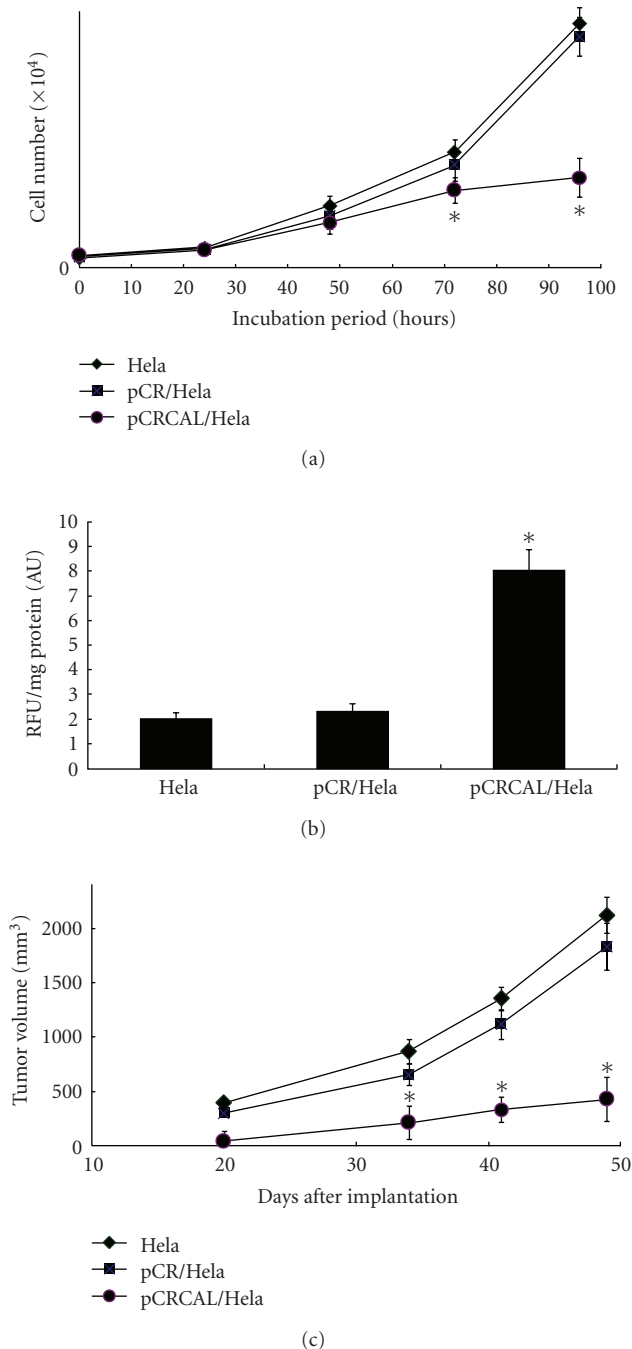 Cell number (×10⁴)
0
0 10 20 30 40 50 60 70 80 90 100
* *
Incubation period (hours)
Hela
pCR/Hela
pCRCAL/Hela
(a)
RFU/mg protein (AU)
10
9
8
7
6
5
4
3
2
1
0
*
Hela pCR/Hela pCRCAL/Hela
(b)
Tumor volume (mm³)
2000
1500
1000
500
0
* * *
10 20 30 40 50
Days after implantation
Hela
pCR/Hela
pCRCAL/Hela
(c)